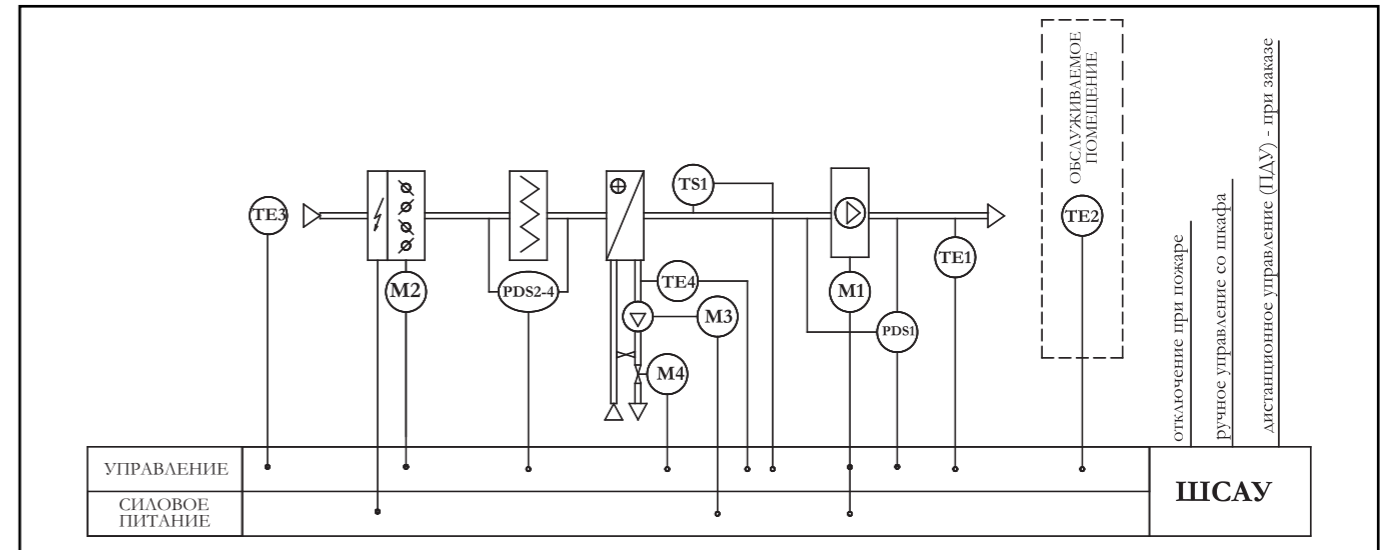 ОБСЛУЖИВАЕМОЕ
ПОМЕЩЕНИЕ
TE3
TS1
TE2
TE1
M2
PDS2-4
TE4
M1
M3
PDS1
M4
отключение при пожаре
ручное управление со шкафа
дистанционное управление (ПДУ) - при заказе
УПРАВЛЕНИЕ
СИЛОВОЕ
ПИТАНИЕ
ШСАУ